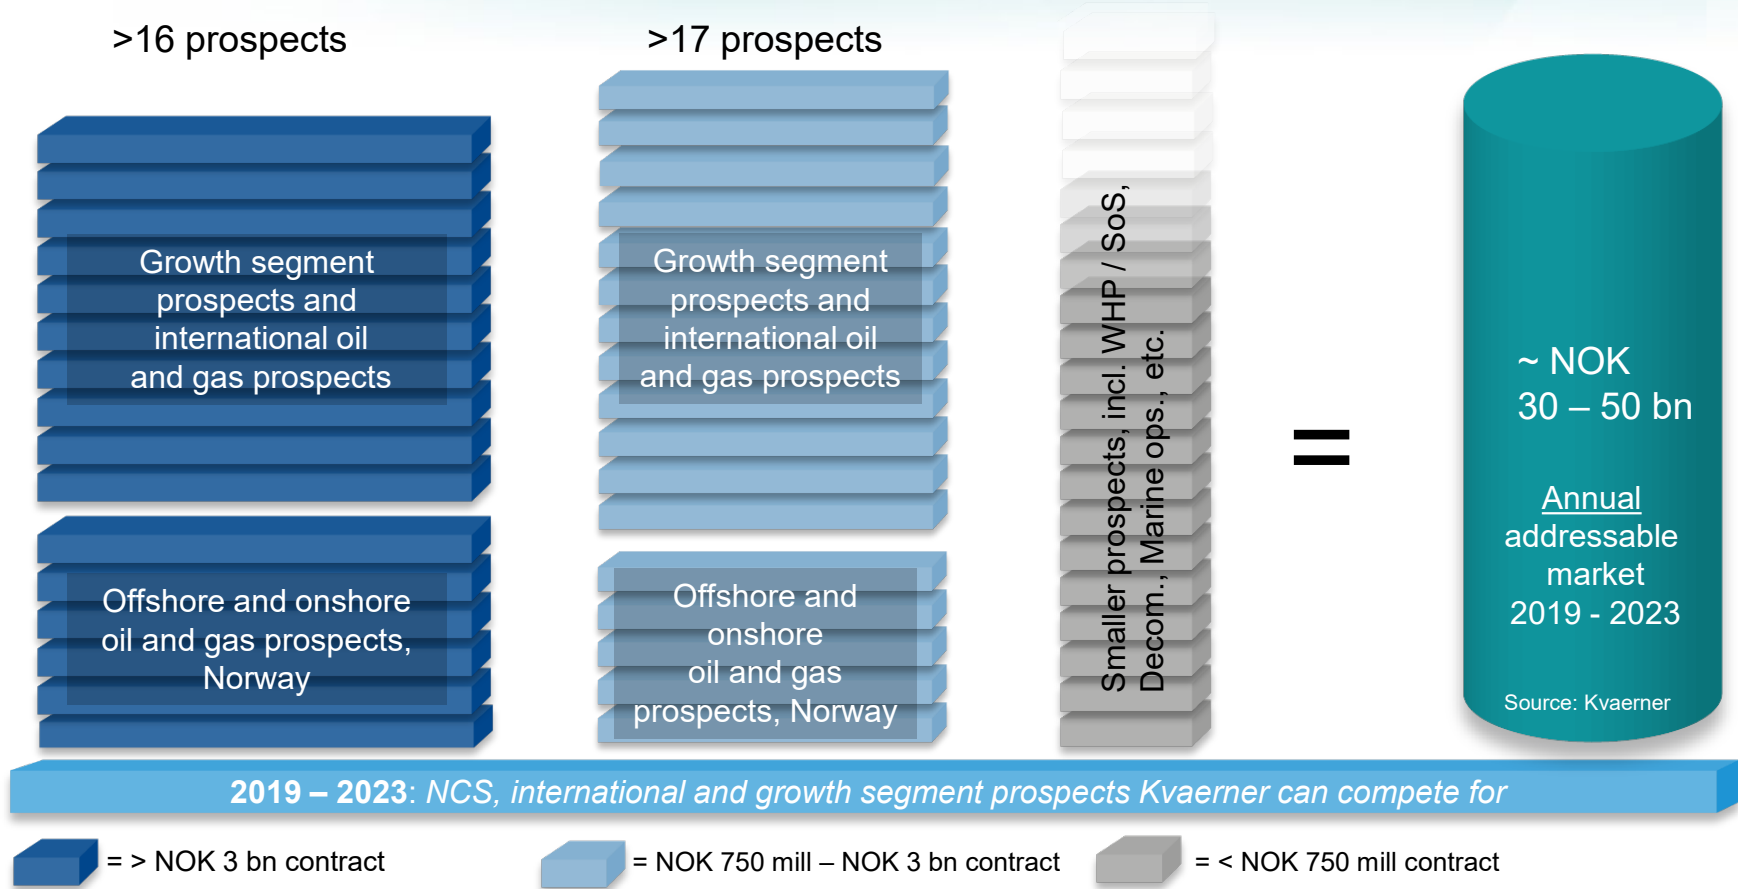 >16 prospects
>17 prospects
Growth segment
prospects and
international oil
and gas prospects
Growth segment
prospects and
international oil
and gas prospects
Offshore and onshore
oil and gas prospects,
Norway
Offshore and
onshore
oil and gas
prospects, Norway
Smaller prospects, incl. WHP / SoS,
Decom., Marine ops., etc.
=
~ NOK
30 – 50 bn
Annual
addressable
market
2019 - 2023
Source: Kvaerner
2019 – 2023: NCS, international and growth segment prospects Kvaerner can compete for
= > NOK 3 bn contract
= NOK 750 mill – NOK 3 bn contract
= < NOK 750 mill contract